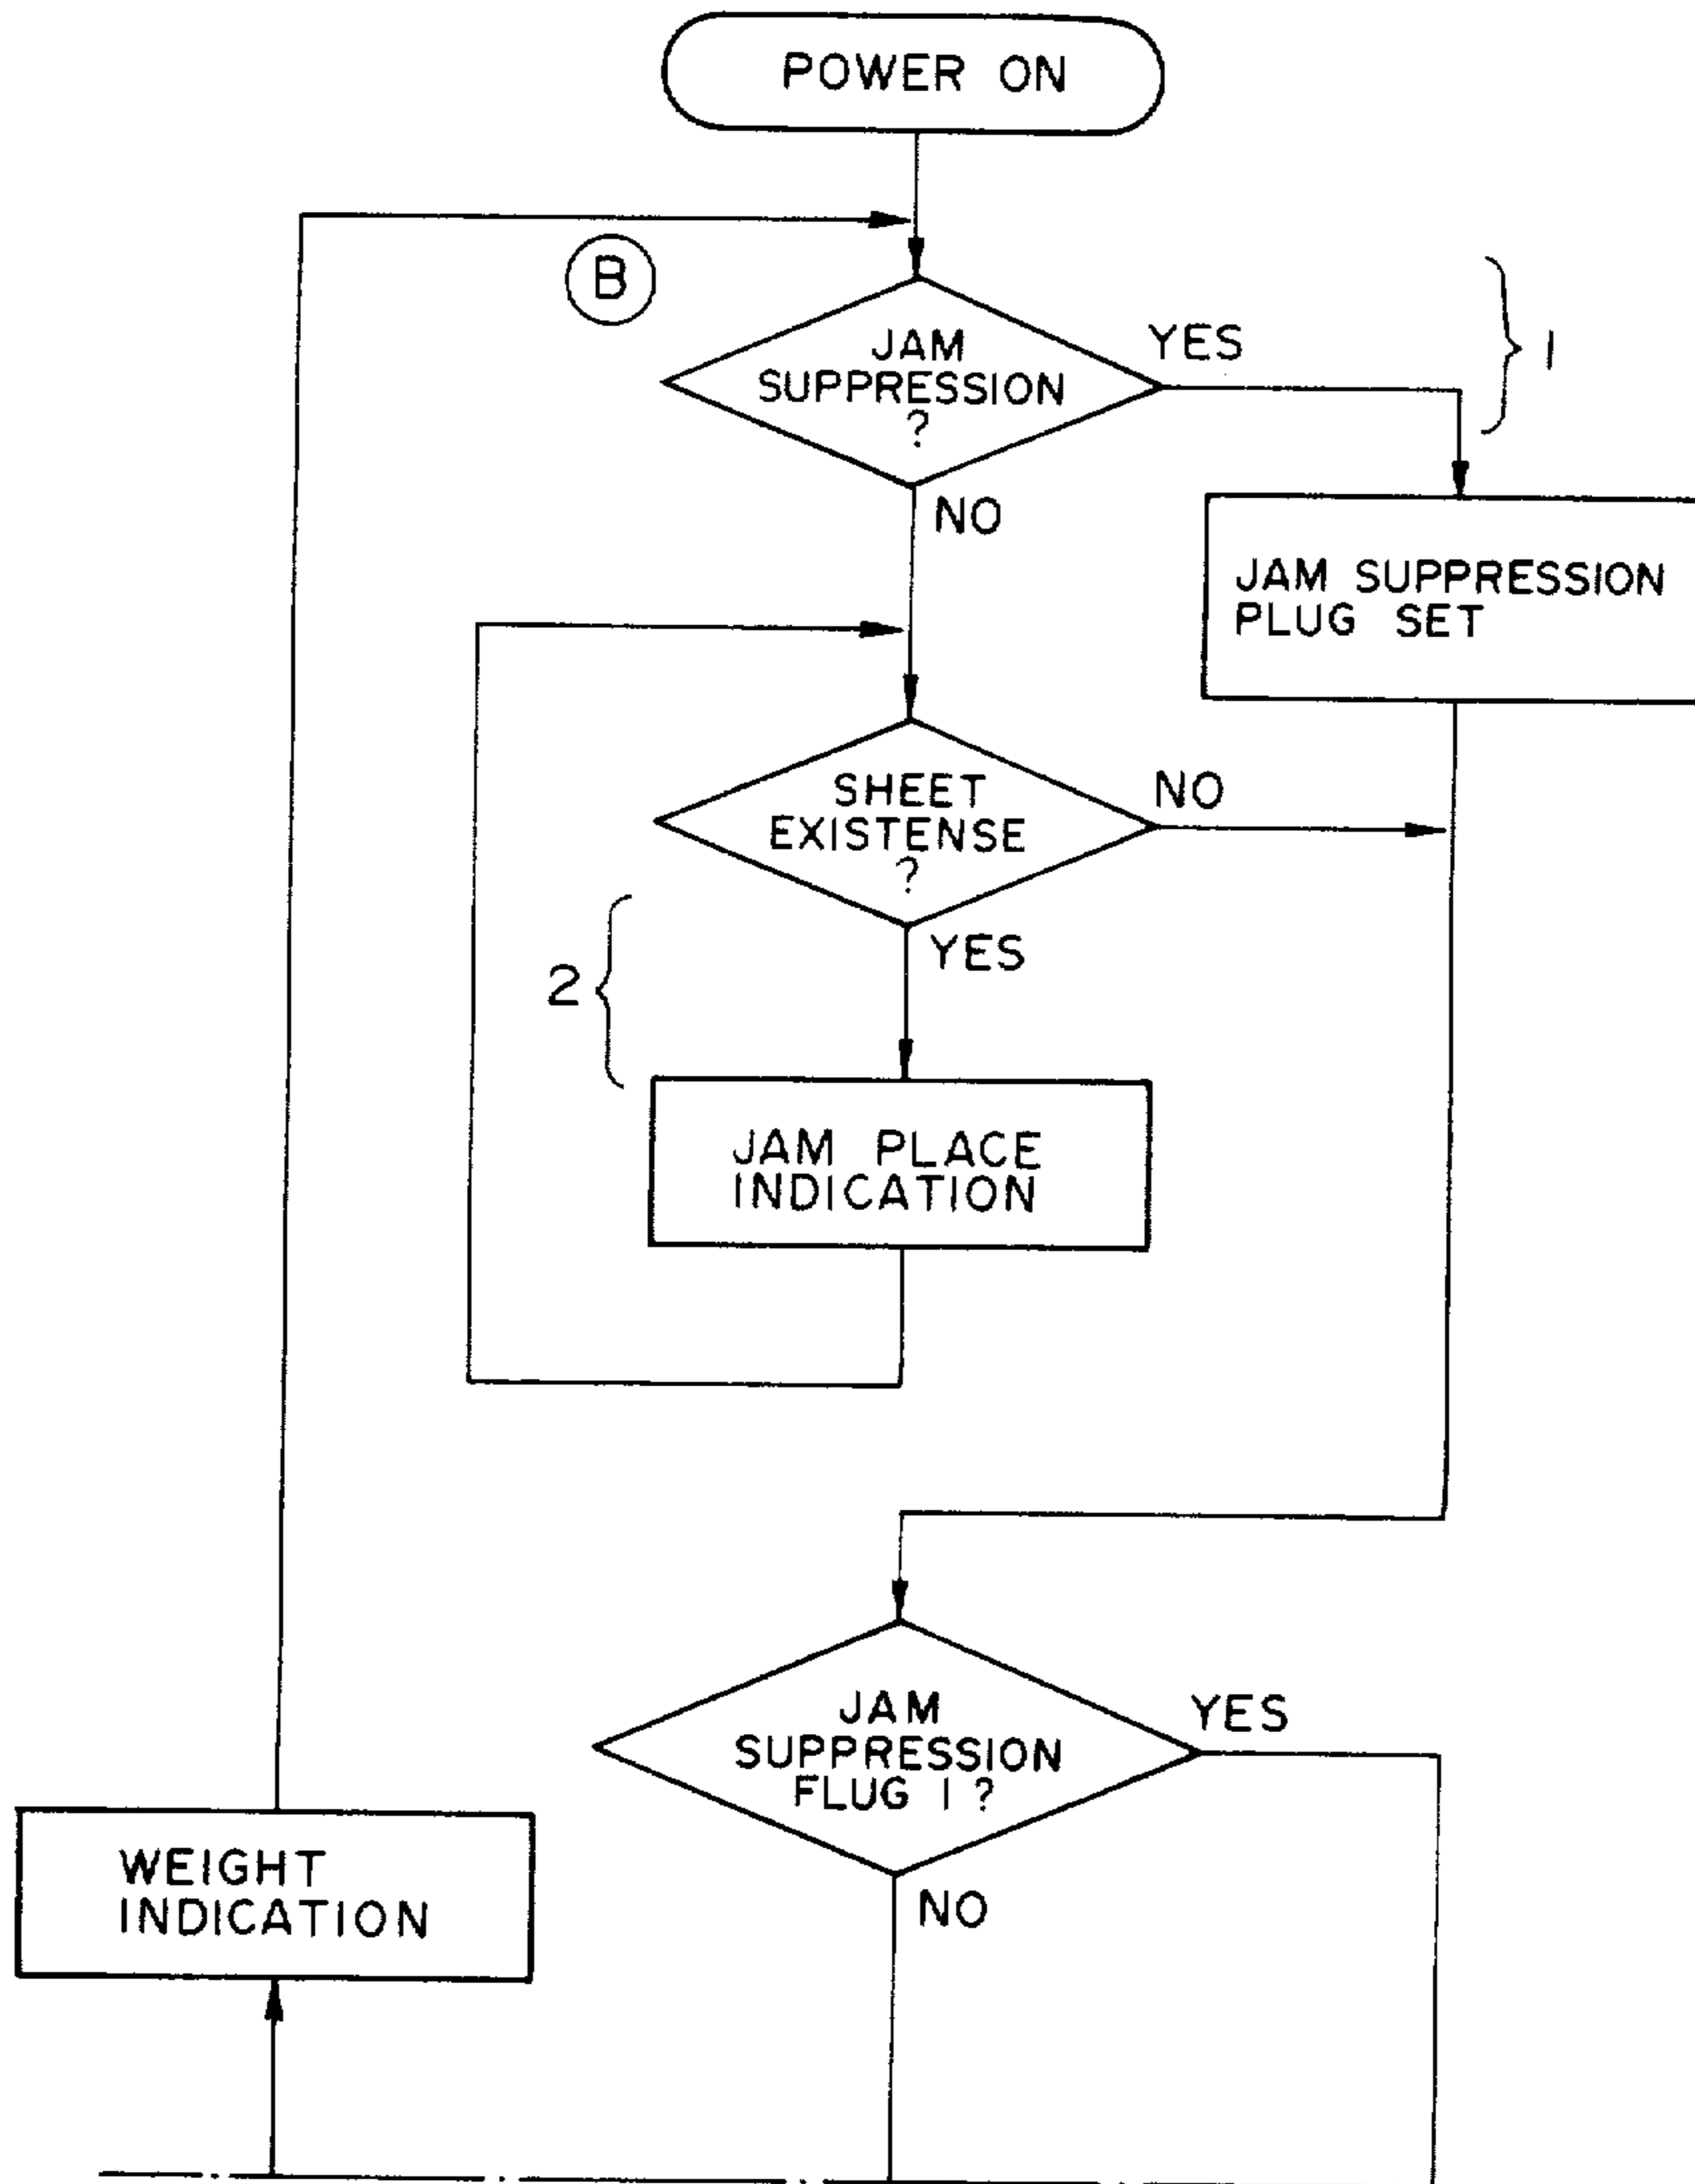 POWER ON
B
JAM
SUPPRESSION
?
YES
1
NO
JAM SUPPRESSION
PLUG SET
SHEET
EXISTENSE
?
NO
YES
2
JAM PLACE
INDICATION
JAM
SUPPRESSION
FLUG 1 ?
YES
NO
WEIGHT
INDICATION